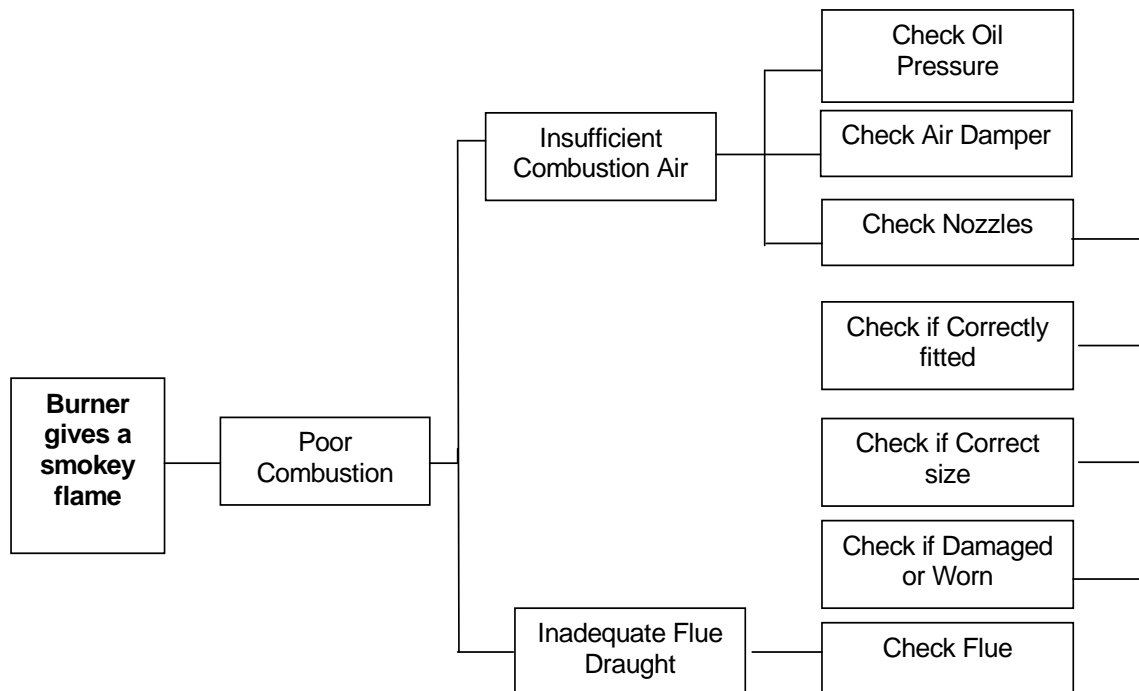 Check Oil
Pressure
Insufficient
Combustion Air
Check Air Damper
Check Nozzles
Check if Correctly
fitted
Burner
gives a
smokey
flame
Poor
Combustion
Check if Correct
size
Check if Damaged
or Worn
Inadequate Flue
Draught
Check Flue